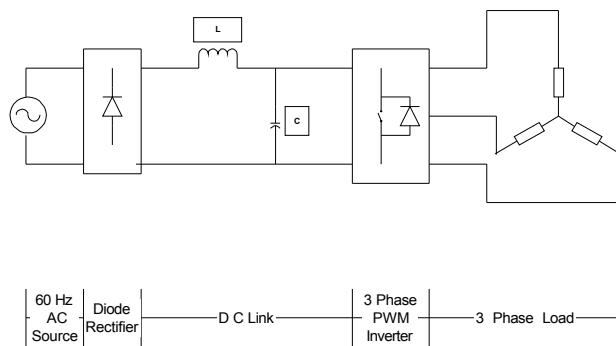 L
C
60 Hz
AC
Source
Diode
Rectifier
D C Link
3 Phase
PWM
Inverter
3 Phase Load